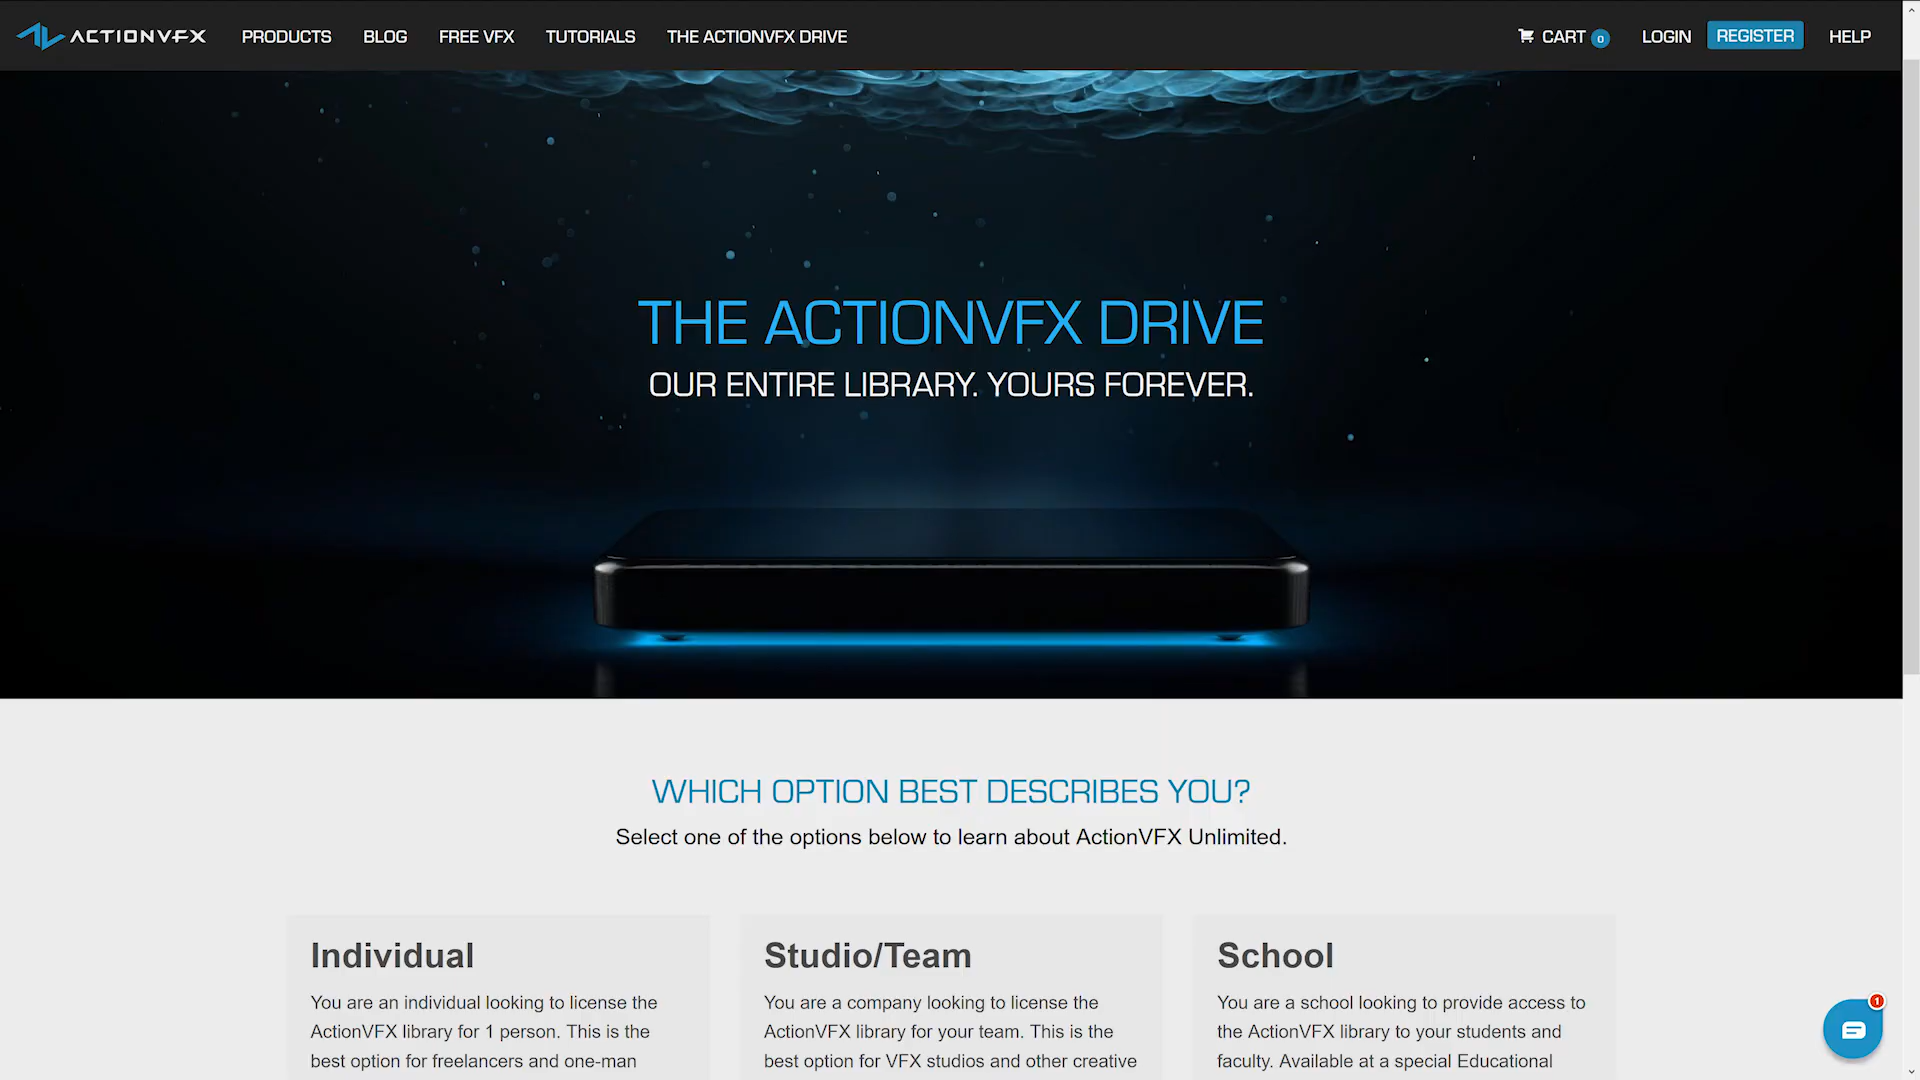 ACTIONVFX PRODUCTS BLOG FREE VFX TUTORIALS THE ACTIONVFX DRIVE CART 0 LOGIN REGISTER HELP
THE ACTIONVFX DRIVE
OUR ENTIRE LIBRARY. YOURS FOREVER.
WHICH OPTION BEST DESCRIBES YOU?
Select one of the options below to learn about ActionVFX Unlimited.
Individual
You are an individual looking to license the
ActionVFX library for 1 person. This is the
best option for freelancers and one-man
Studio/Team
You are a company looking to license the
ActionVFX library for your team. This is the
best option for VFX studios and other creative
School
You are a school looking to provide access to
the ActionVFX library to your students and
faculty. Available at a special Educational
1